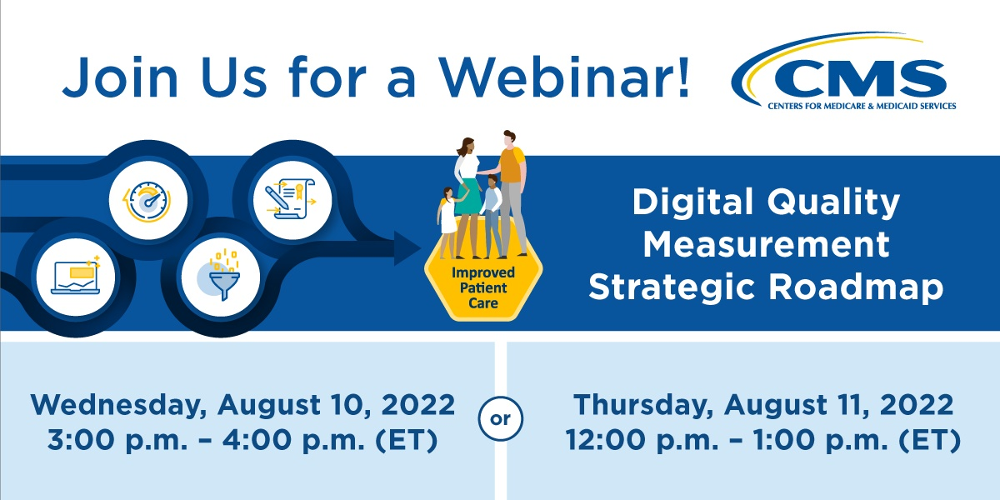 Join Us for a Webinar!
CMS
CENTERS FOR MEDICARE & MEDICAID SERVICES
Improved
Patient
Care
Digital Quality
Measurement
Strategic Roadmap
Wednesday, August 10, 2022
3:00 p.m. – 4:00 p.m. (ET)
or
Thursday, August 11, 2022
12:00 p.m. – 1:00 p.m. (ET)